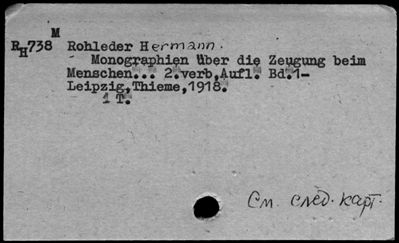 M
RH738 Rohleder Hermann.
Monographien über die Zeugung beim
Menschen... 2.verb,Aufl. Bd.1-
Leipzig,Thieme,1918.
1 T.
См. след. карт.